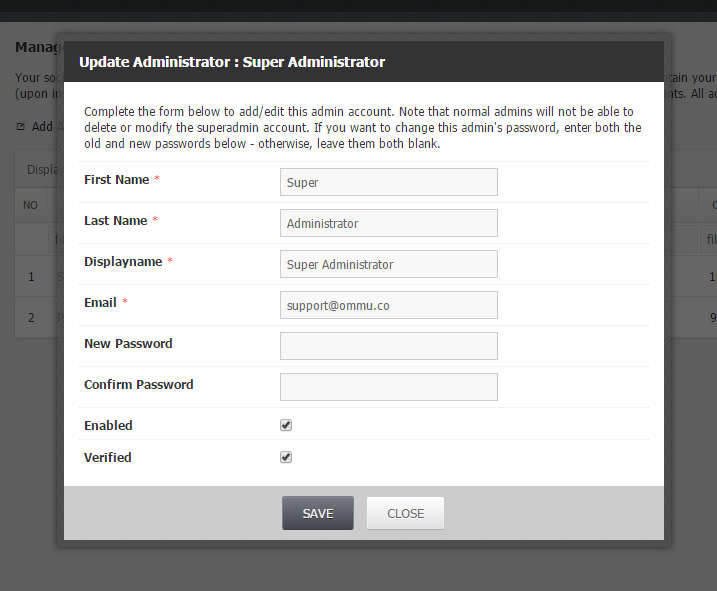 Manag
Update Administrator : Super Administrator
Your so
tain your
(upon in
nts. All ad
Complete the form below to add/edit this admin account. Note that normal admins will not be able to
delete or modify the superadmin account. If you want to change this admin's password, enter both the
old and new passwords below - otherwise, leave them both blank.
Add A
Display
First Name *
Super
NO
Last Name *
Administrator
Displayname *
Super Administrator
1
Email *
support@ommu.co
2
9
New Password
Confirm Password
Enabled
Verified
SAVE CLOSE